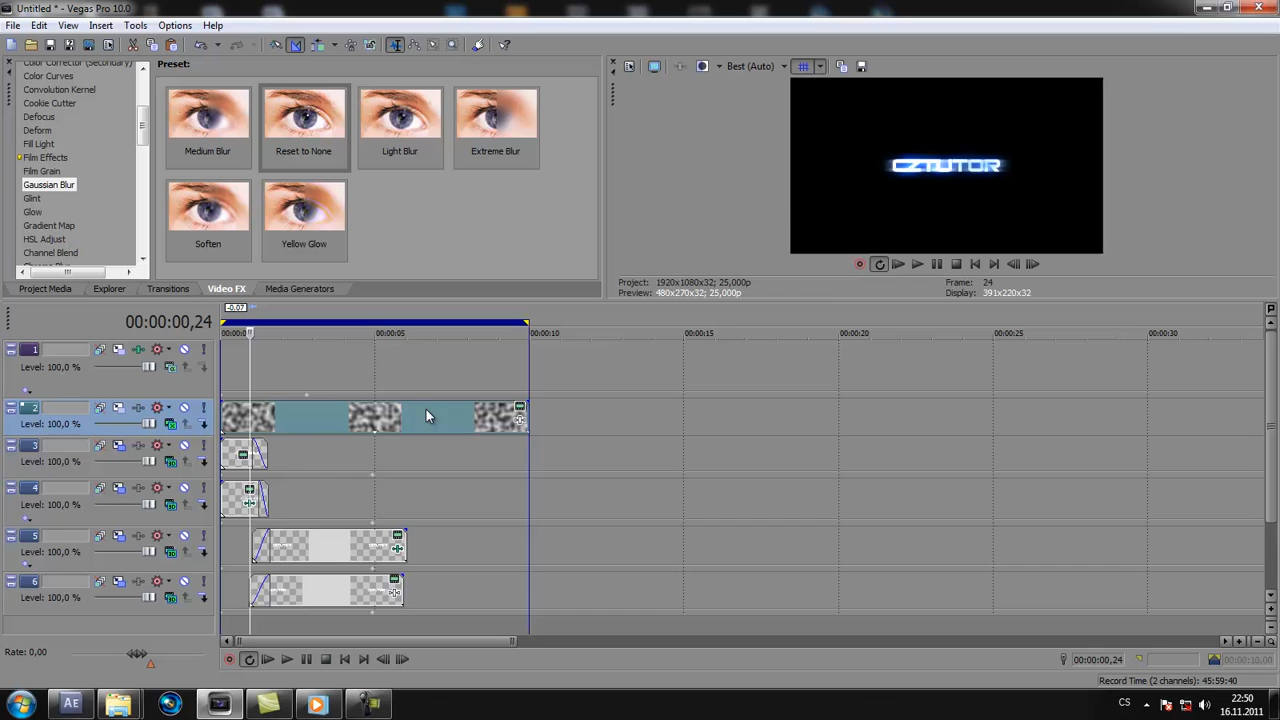 Untitled * - Vegas Pro 10.0
File Edit View Insert Tools Options Help
Color Corrector (Secondary)
Color Curves
Convolution Kernel
Cookie Cutter
Defocus
Deform
Fill Light
Film Effects
Film Grain
Gaussian Blur
Glint
Glow
Gradient Map
HSL Adjust
Channel Blend
Preset:
Medium Blur
Reset to None
Light Blur
Extreme Blur
Soften
Yellow Glow
Project Media
Explorer
Transitions
Video FX
Media Generators
Best (Auto)
CZTUTOR
Project: 1920x1080x32; 25,000p
Preview: 480x270x32; 25,000p
Frame: 24
Display: 391x220x32
-0.07
00:00:00,24
00:00:05
00:00:10
00:00:15
00:00:20
00:00:25
00:00:30
1
Level: 100,0 %
2
Level: 100,0 %
3
Level: 100,0 %
4
Level: 100,0 %
5
Level: 100,0 %
6
Level: 100,0 %
Rate: 0,00
00:00:00,24
00:00:10,00
Record Time (2 channels): 45:59:40
Ae
CS
22:50
16.11.2011